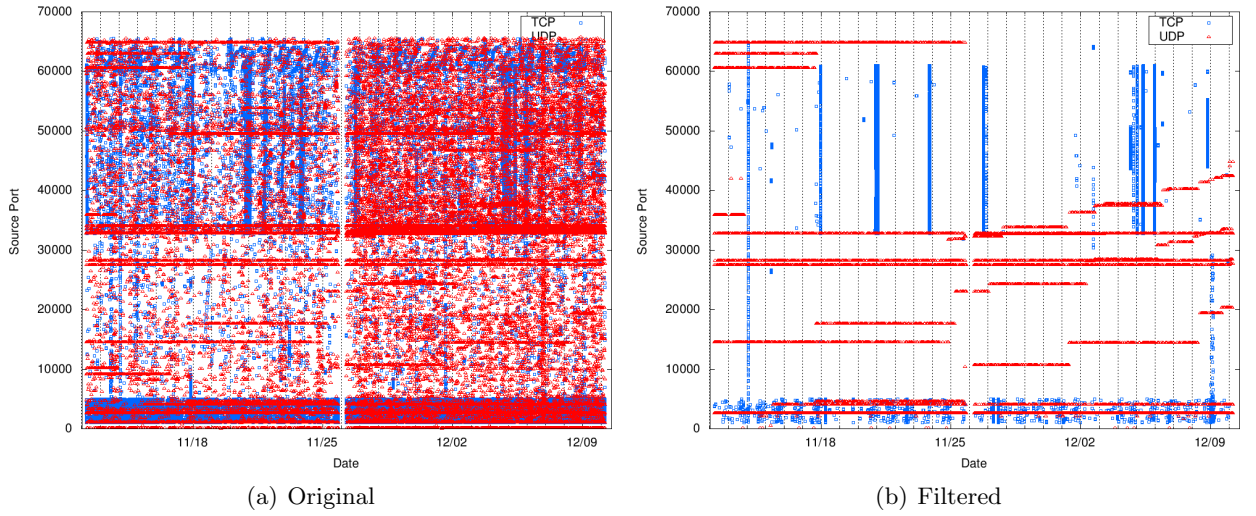 70000
60000
50000
40000
30000
20000
10000
0
Source Port
11/18
11/25
12/02
12/09
Date
TCP
UDP
(a) Original
70000
60000
50000
40000
30000
20000
10000
0
Source Port
11/18
11/25
12/02
12/09
Date
TCP
UDP
(b) Filtered